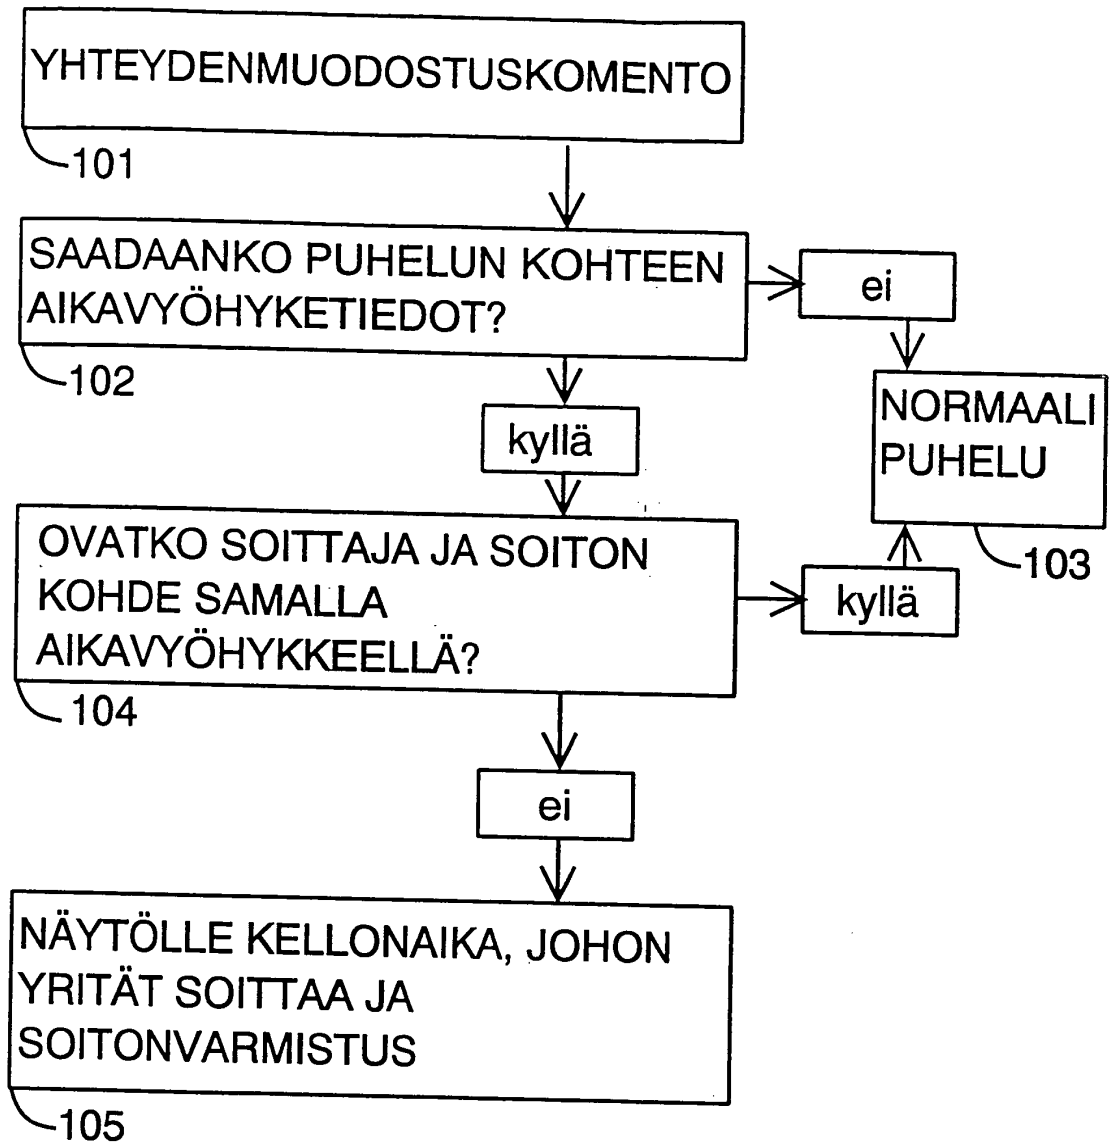 YHTEYDENMUODOSTUSKOMENTO
101
SAADAANKO PUHELUN KOHTEEN
AIKAVYÖHYKETIEDOT?
102
ei
kyllä
NORMAALI
PUHELU
103
OVATKO SOITTAJA JA SOITON
KOHDE SAMALLA
AIKAVYÖHYKKEELLÄ?
104
kyllä
ei
NÄYTÖLLE KELLONAIKA, JOHON
YRITÄT SOITTAA JA
SOITONVARMISTUS
105